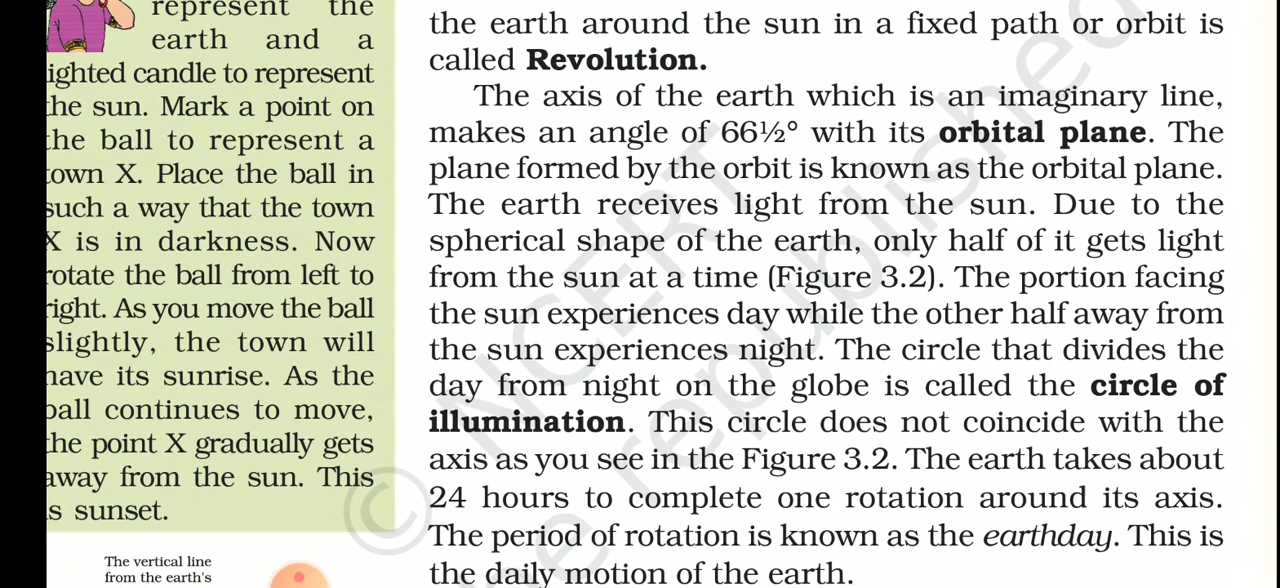 represent the
earth and a
ighted candle to represent
the sun. Mark a point on
the ball to represent a
town X. Place the ball in
such a way that the town
X is in darkness. Now
rotate the ball from left to
right. As you move the ball
slightly, the town will
have its sunrise. As the
ball continues to move,
the point X gradually gets
away from the sun. This
is sunset.
The vertical line
from the earth's
the earth around the sun in a fixed path or orbit is
called Revolution.
The axis of the earth which is an imaginary line,
makes an angle of 66½° with its orbital plane. The
plane formed by the orbit is known as the orbital plane.
The earth receives light from the sun. Due to the
spherical shape of the earth, only half of it gets light
from the sun at a time (Figure 3.2). The portion facing
the sun experiences day while the other half away from
the sun experiences night. The circle that divides the
day from night on the globe is called the circle of
illumination. This circle does not coincide with the
axis as you see in the Figure 3.2. The earth takes about
24 hours to complete one rotation around its axis.
The period of rotation is known as the earthday. This is
the daily motion of the earth.
© NCERT
be republished